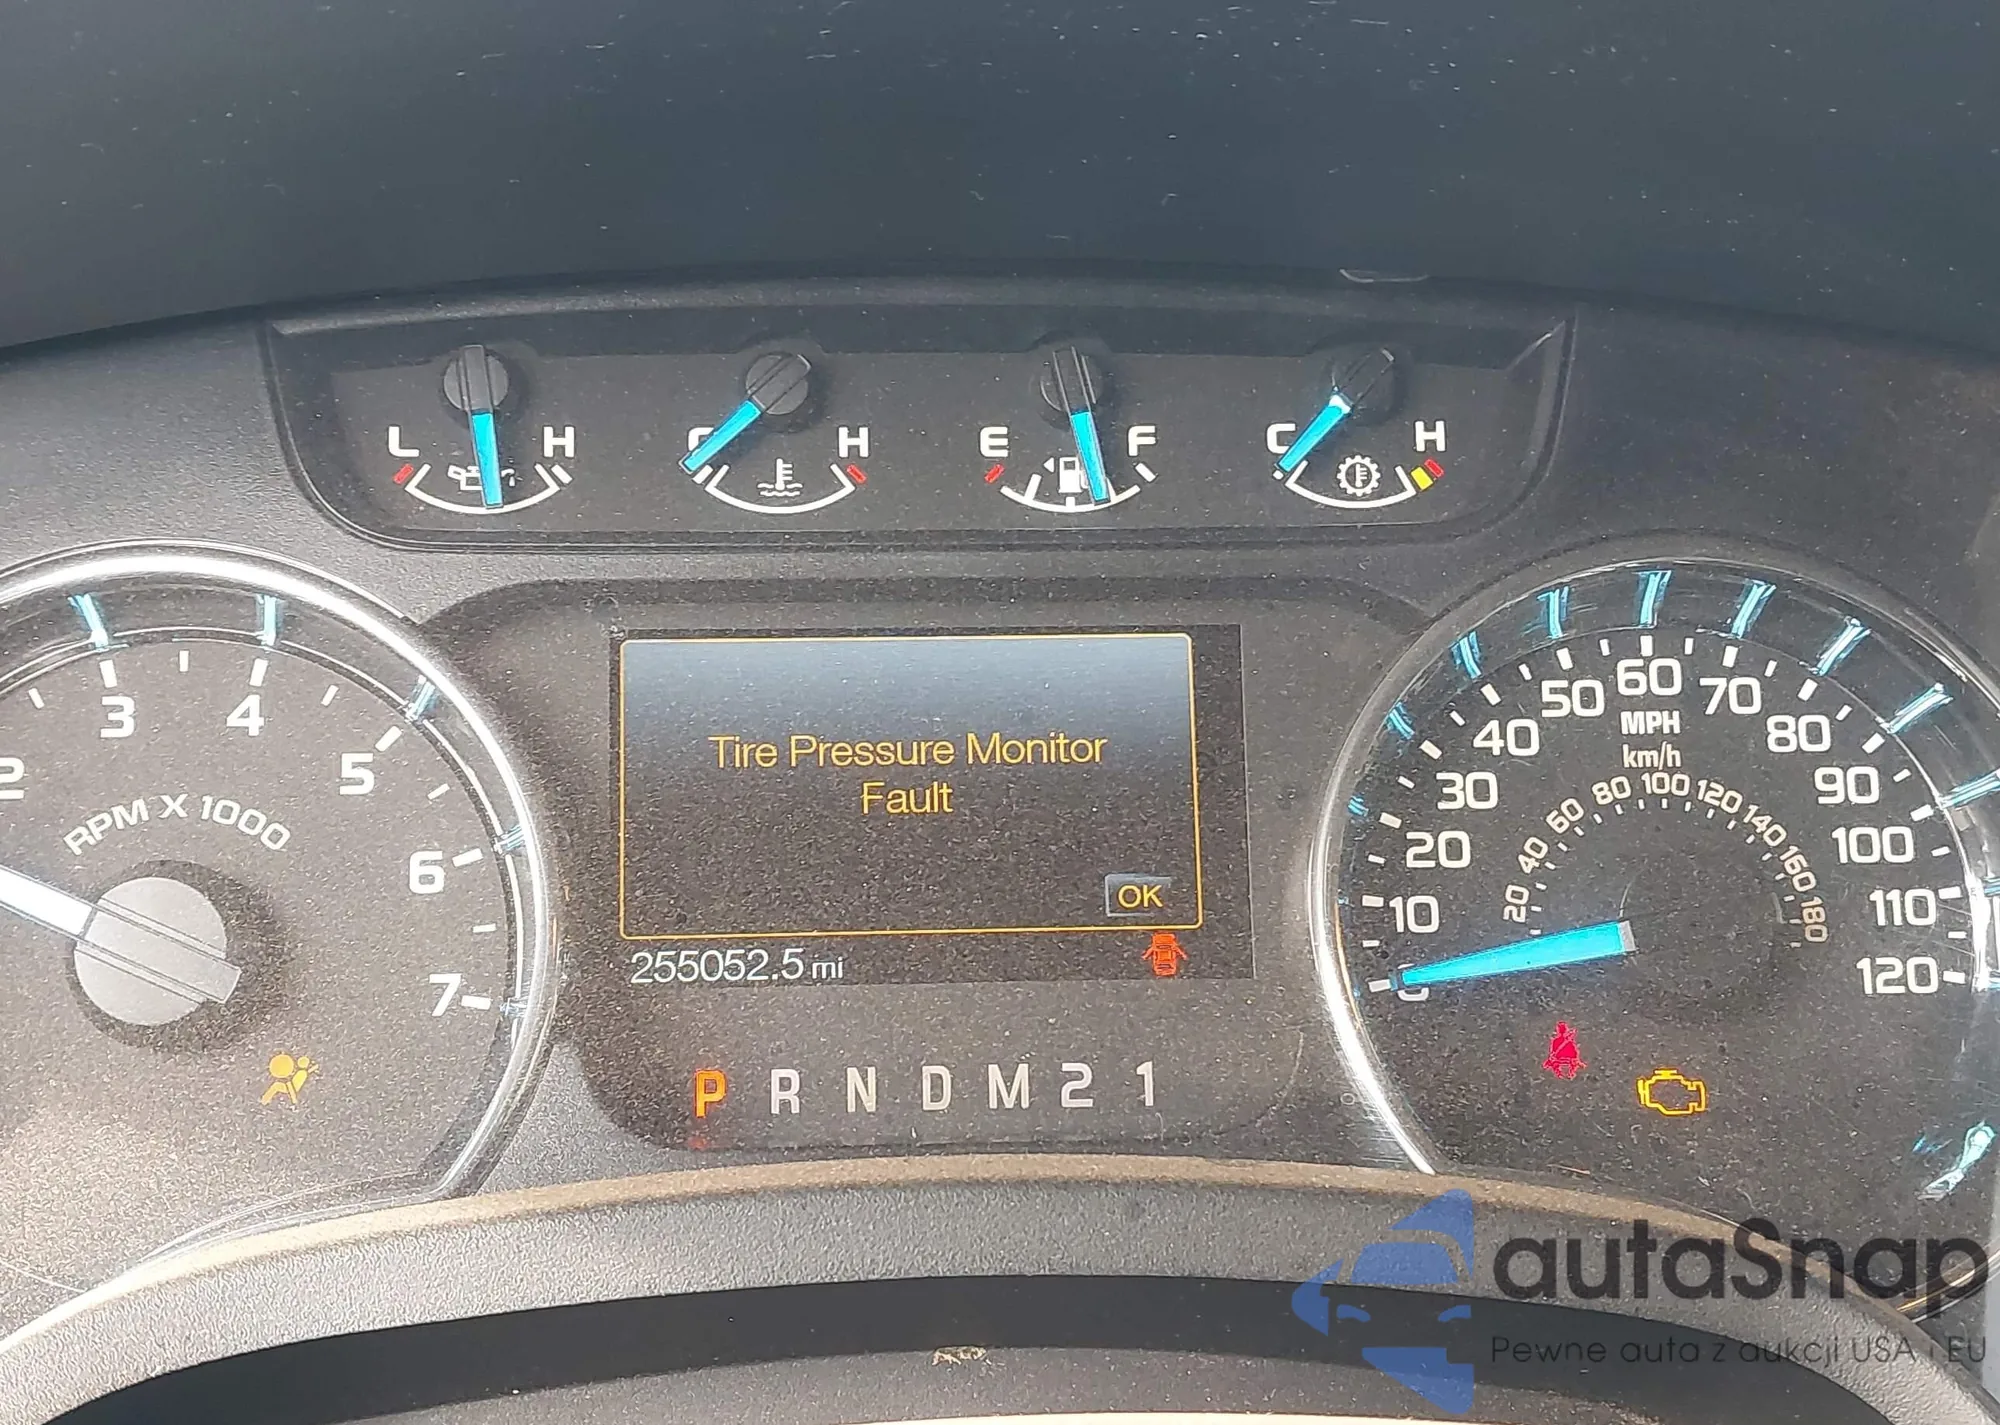 L H
H
E F
C H
2 3 4 5 6 7
RPM X 1000
Tire Pressure Monitor
Fault
OK
255052.5 mi
P R N D M 2 1
10 20 30 40 50 60 70 80 90 100 110 120
MPH
km/h
20 40 60 80 100 120 140 160 180
autaSnap
Pewne auta z aukcji USA i EU